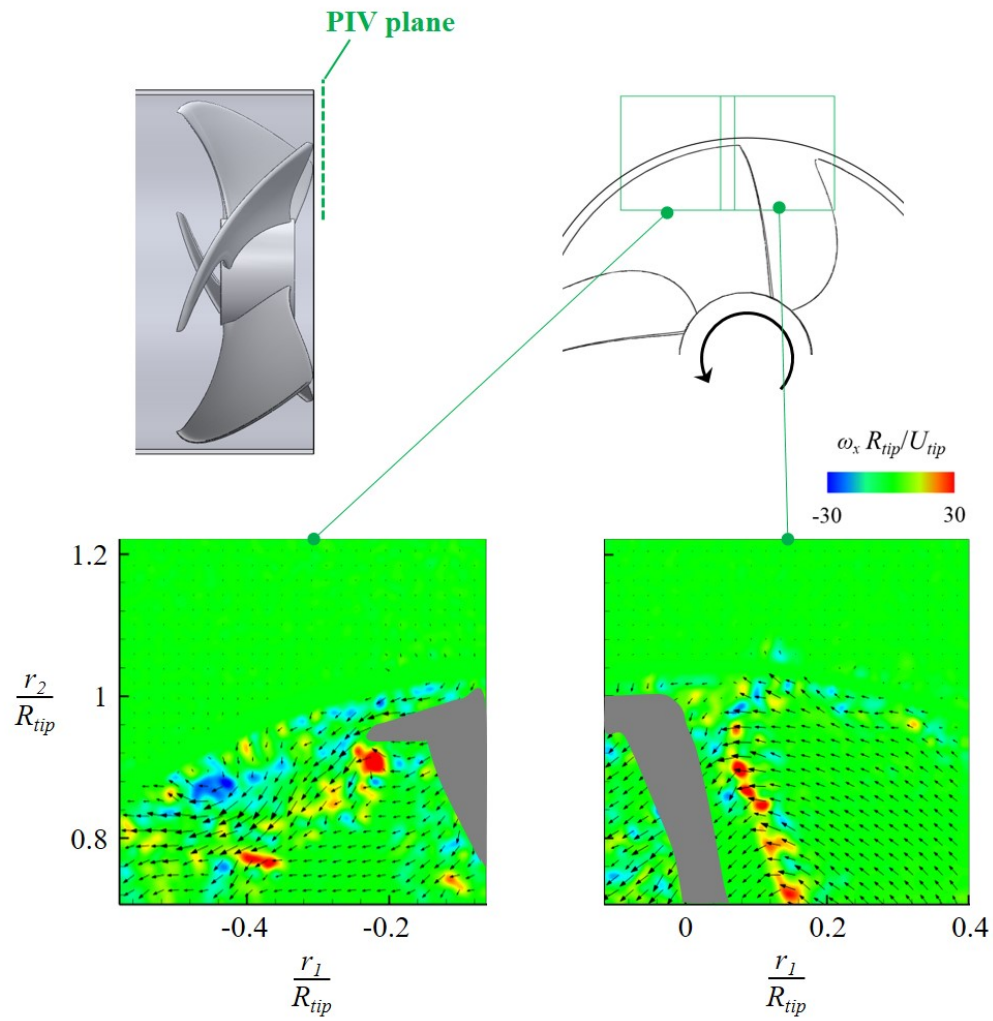 PIV plane
ωx Rtip/Utip
-30 30
1.2
1
0.8
r2
Rtip
-0.4 -0.2
r1
Rtip
0 0.2 0.4
r1
Rtip